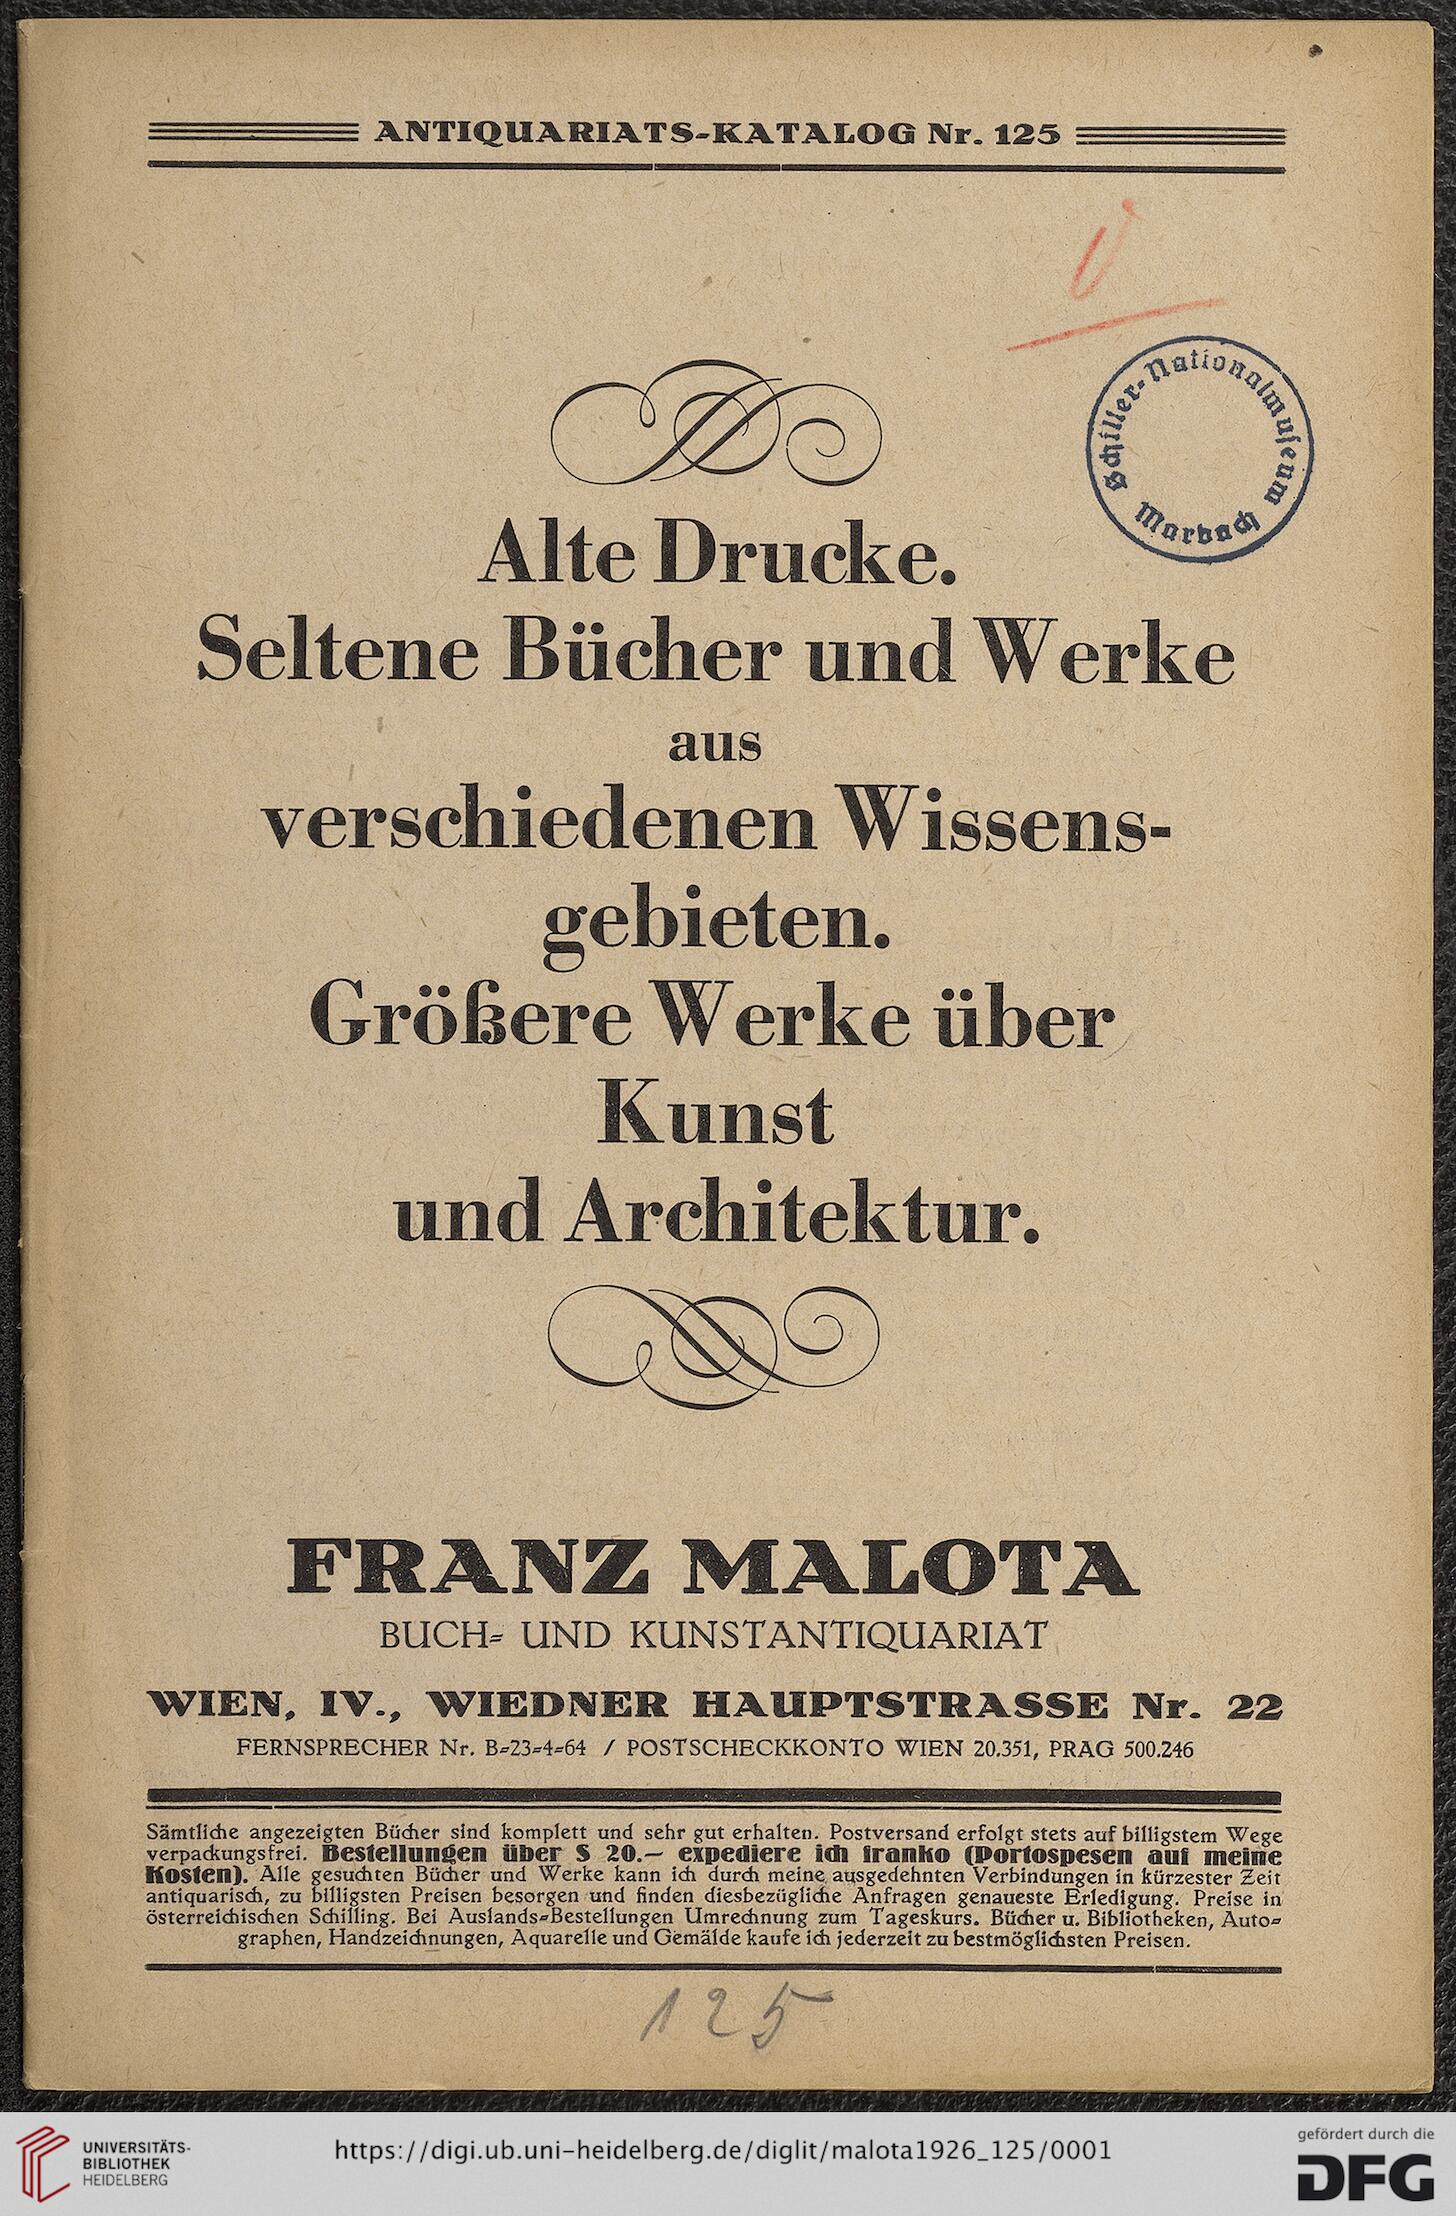 ANTIQUARIATS-KATALOG Nr. 125
Schiller-Nationalmuseum
Marbach
Alte Drucke.
Seltene Bücher und Werke
aus
verschiedenen Wissens-
gebieten.
Größere Werke über
Kunst
und Architektur.
FRANZ MALOTA
BUCH- UND KUNSTANTIQUARIAT
WIEN, IV., WIEDNER HAUPTSTRASSE Nr. 22
FERNSPRECHER Nr. B-23-4-64 / POSTSCHECKKONTO WIEN 20.351, PRAG 500.246
Sämtliche angezeigten Bücher sind komplett und sehr gut erhalten. Postversand erfolgt stets auf billigstem Wege
verpackungsfrei. Bestellungen über S 20.— expediere ich franko (Portospesen auf meine
Kosten). Alle gesuchten Bücher und Werke kann ich durch meine ausgedehnten Verbindungen in kürzester Zeit
antiquarisch, zu billigsten Preisen besorgen und finden diesbezügliche Anfragen genaueste Erledigung. Preise in
österreichischen Schilling. Bei Auslands-Bestellungen Umrechnung zum Tageskurs. Bücher u. Bibliotheken, Auto-
graphen, Handzeichnungen, Aquarelle und Gemälde kaufe ich jederzeit zu bestmöglichsten Preisen.
125
UNIVERSITÄTS-
BIBLIOTHEK
HEIDELBERG
https://digi.ub.uni-heidelberg.de/diglit/malota1926_125/0001
gefördert durch die
DFG